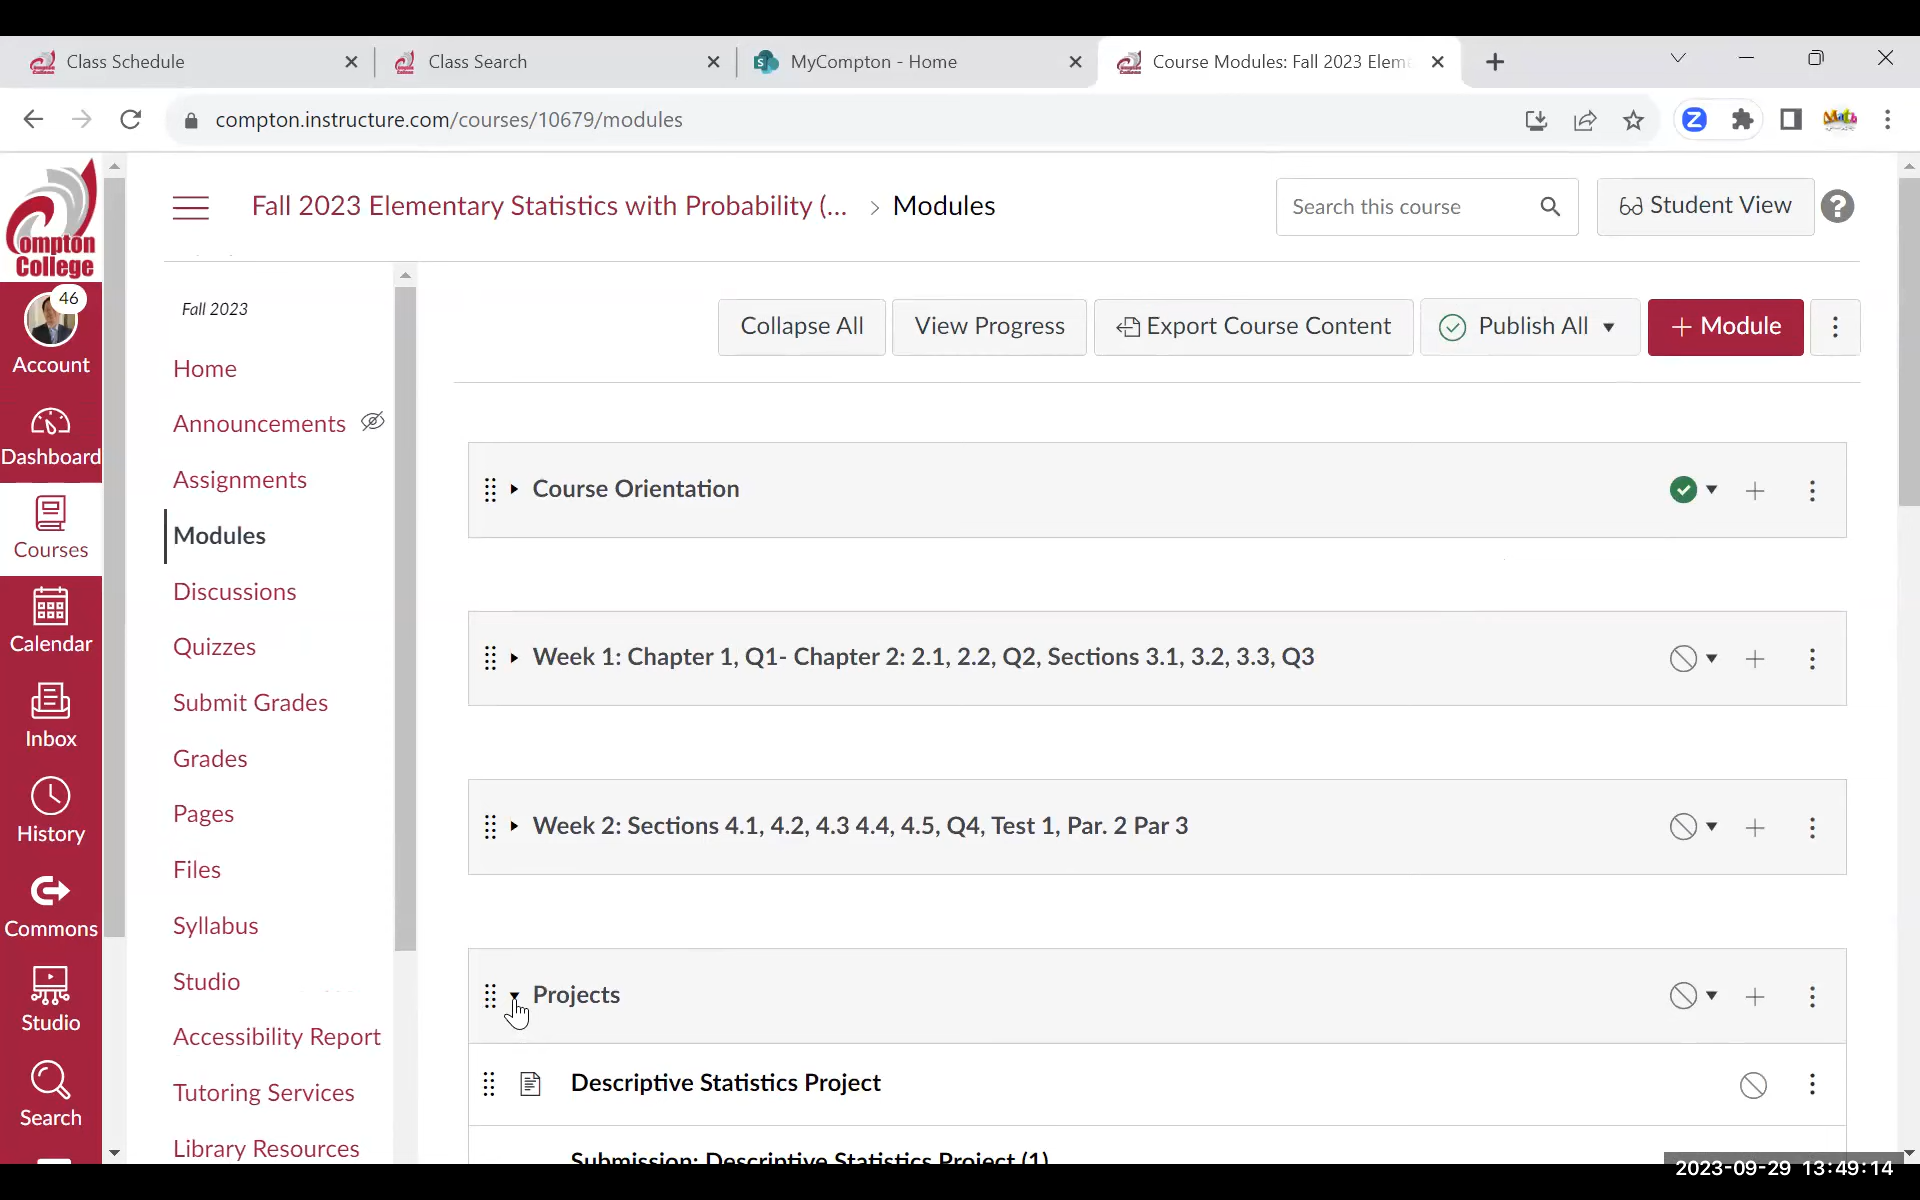 Class Schedule
Class Search
MyCompton - Home
Course Modules: Fall 2023 Elem
compton.instructure.com/courses/10679/modules
Compton College
Fall 2023 Elementary Statistics with Probability (... > Modules
Search this course
Student View
46
Account
Dashboard
Courses
Calendar
Inbox
History
Commons
Studio
Search
Fall 2023
Home
Announcements
Assignments
Modules
Discussions
Quizzes
Submit Grades
Grades
Pages
Files
Syllabus
Studio
Accessibility Report
Tutoring Services
Library Resources
Collapse All
View Progress
Export Course Content
Publish All
+ Module
Course Orientation
Week 1: Chapter 1, Q1- Chapter 2: 2.1, 2.2, Q2, Sections 3.1, 3.2, 3.3, Q3
Week 2: Sections 4.1, 4.2, 4.3 4.4, 4.5, Q4, Test 1, Par. 2 Par 3
Projects
Descriptive Statistics Project
Submission: Descriptive Statistics Project (1)
2023-09-29 13:49:14